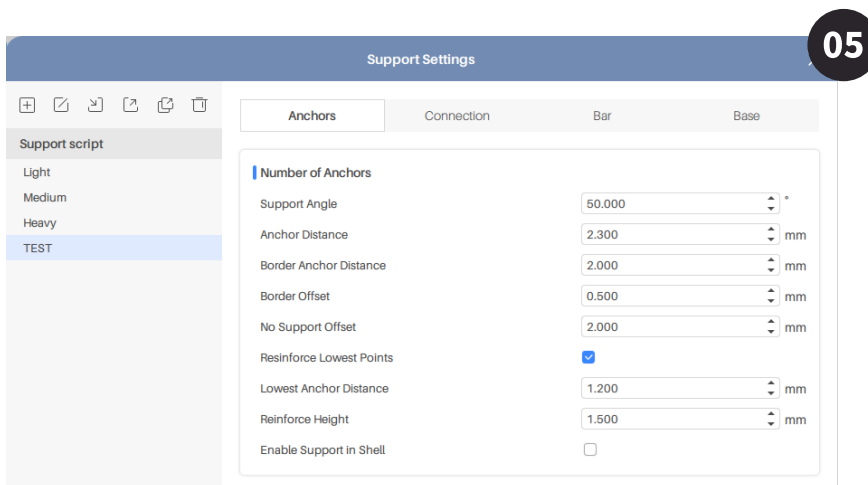 05
Support Settings
Anchors Connection Bar Base
Support script
Light
Medium
Heavy
TEST
Number of Anchors
Support Angle 50.000 °
Anchor Distance 2.300 mm
Border Anchor Distance 2.000 mm
Border Offset 0.500 mm
No Support Offset 2.000 mm
Resinforce Lowest Points
Lowest Anchor Distance 1.200 mm
Reinforce Height 1.500 mm
Enable Support in Shell